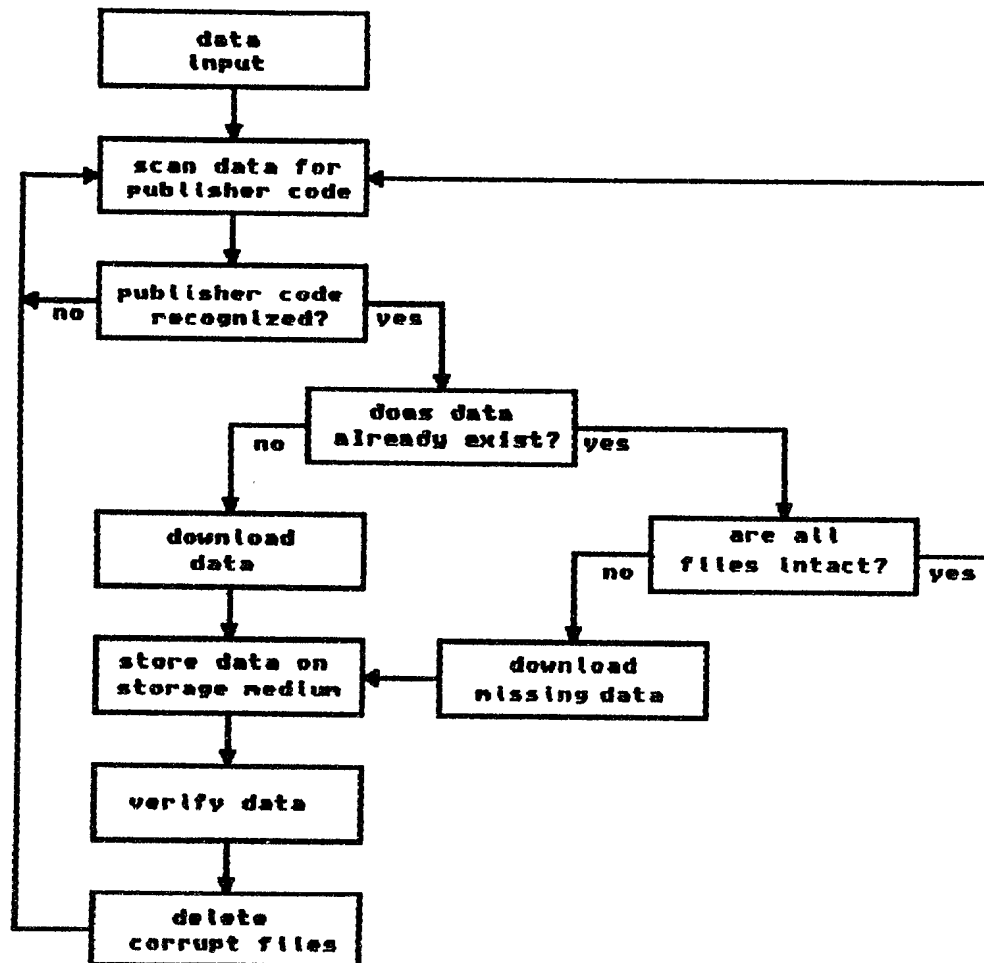 data
input
scan data for
publisher code
publisher code
recognized?
no
yes
does data
already exist?
no
yes
download
data
are all
files intact?
no
yes
store data on
storage medium
download
missing data
verify data
delete
corrupt files